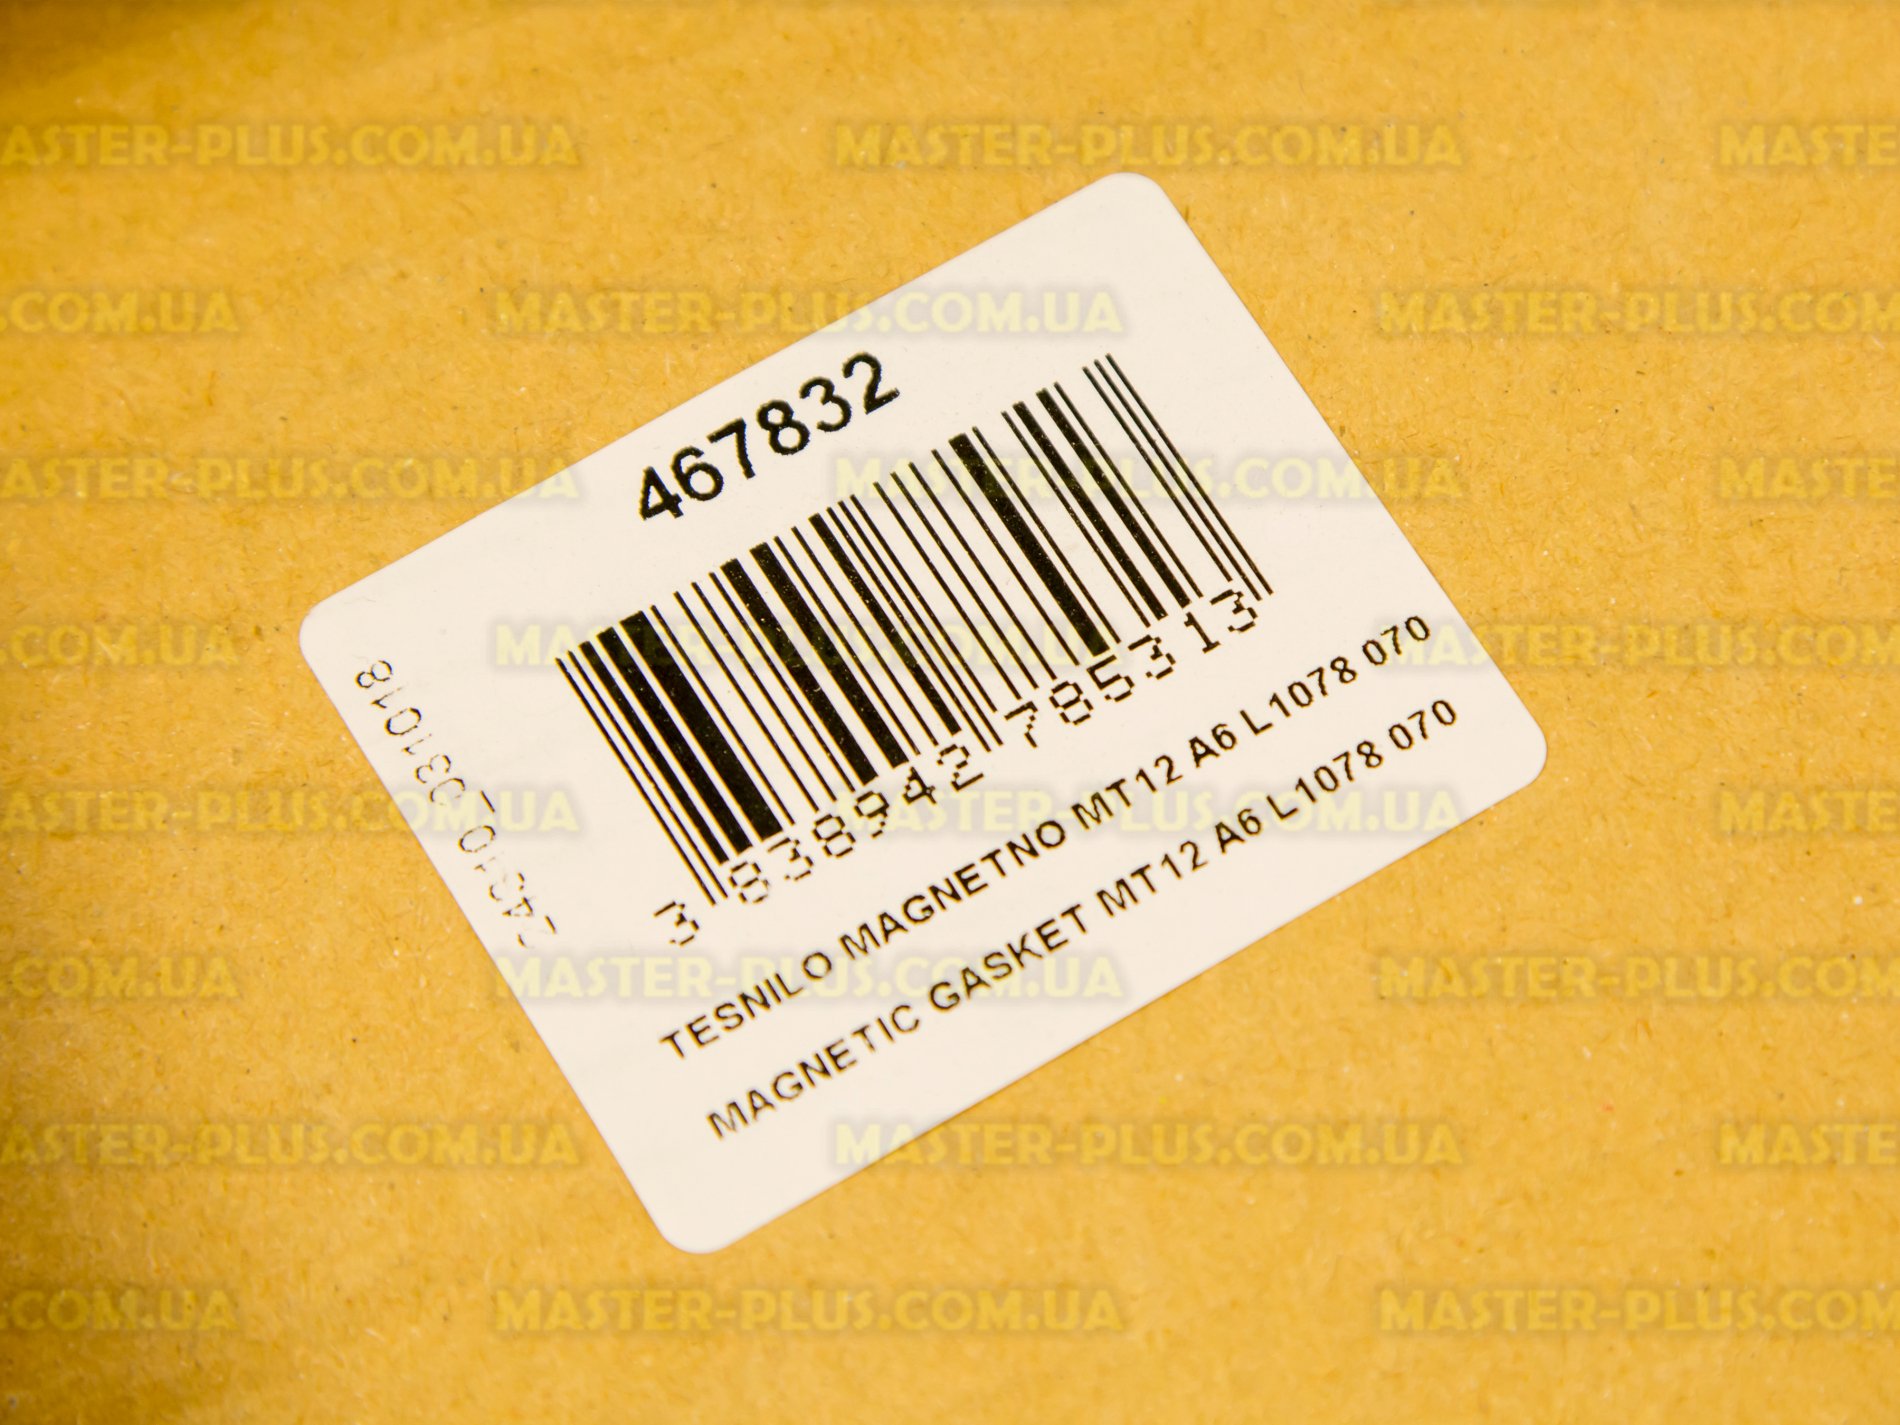 467832
3 838942 785313
TESNILO MAGNETNO MT12 A6 L1078 070
MAGNETIC GASKET MT12 A6 L1078 070
MASTER-PLUS.COM.UA